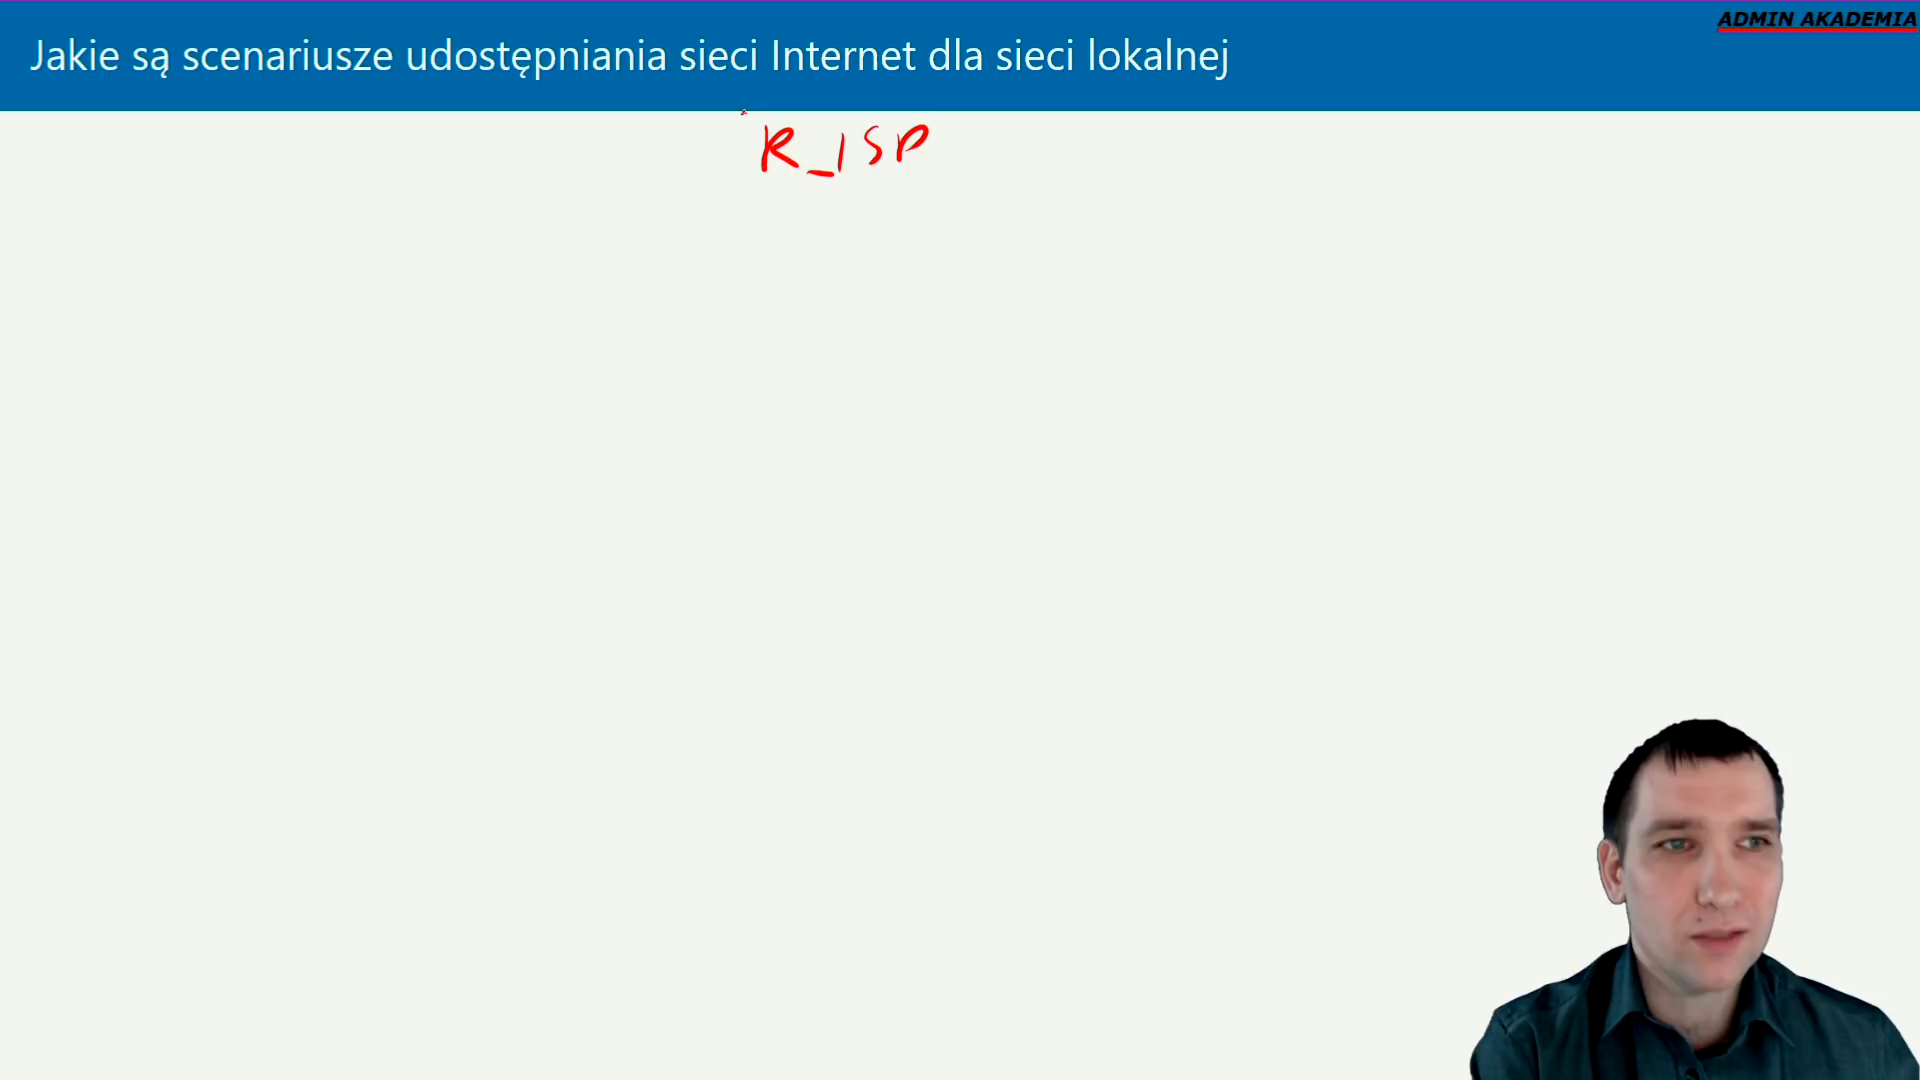 ADMIN AKADEMIA
Jakie są scenariusze udostępniania sieci Internet dla sieci lokalnej
R_ISP